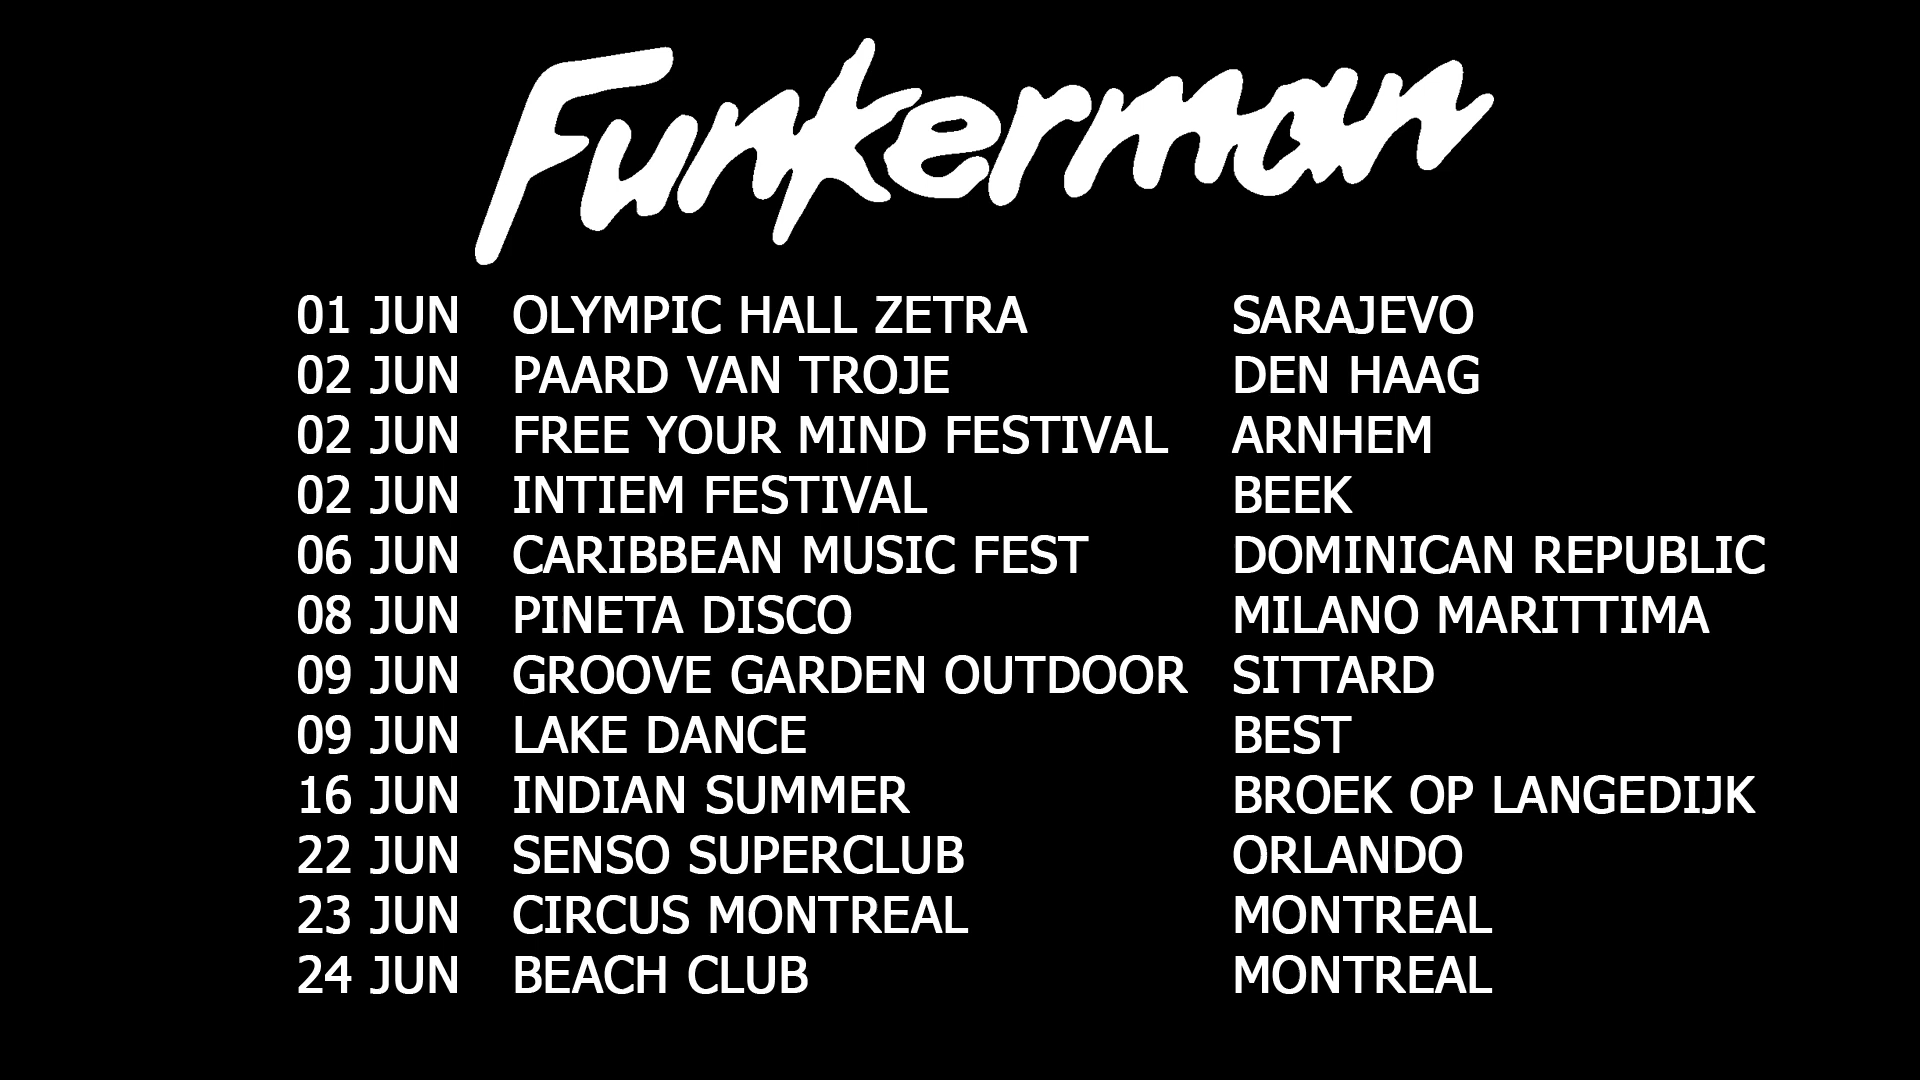 Funkerman
01 JUN OLYMPIC HALL ZETRA SARAJEVO
02 JUN PAARD VAN TROJE DEN HAAG
02 JUN FREE YOUR MIND FESTIVAL ARNHEM
02 JUN INTIEM FESTIVAL BEEK
06 JUN CARIBBEAN MUSIC FEST DOMINICAN REPUBLIC
08 JUN PINETA DISCO MILANO MARITTIMA
09 JUN GROOVE GARDEN OUTDOOR SITTARD
09 JUN LAKE DANCE BEST
16 JUN INDIAN SUMMER BROEK OP LANGEDIJK
22 JUN SENSO SUPERCLUB ORLANDO
23 JUN CIRCUS MONTREAL MONTREAL
24 JUN BEACH CLUB MONTREAL